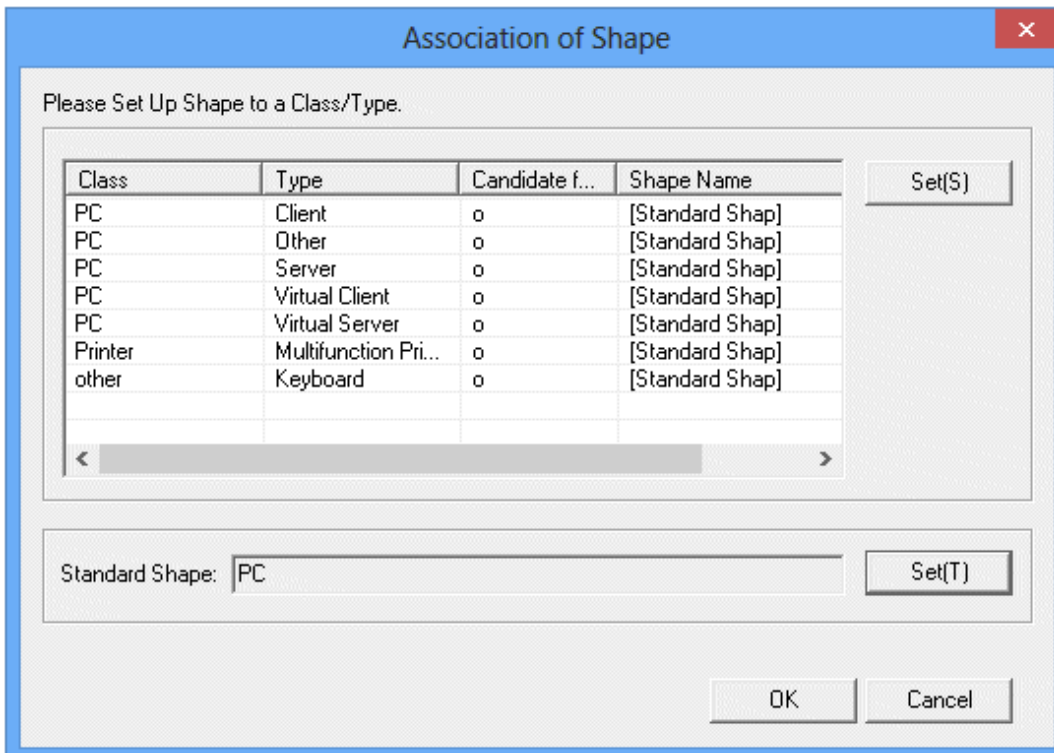 Association of Shape
Please Set Up Shape to a Class/Type.
Class Type Candidate f... Shape Name
Set(S)
PC Client o [Standard Shap]
PC Other o [Standard Shap]
PC Server o [Standard Shap]
PC Virtual Client o [Standard Shap]
PC Virtual Server o [Standard Shap]
Printer Multifunction Pri... o [Standard Shap]
other Keyboard o [Standard Shap]
Standard Shape: PC Set(T)
OK Cancel